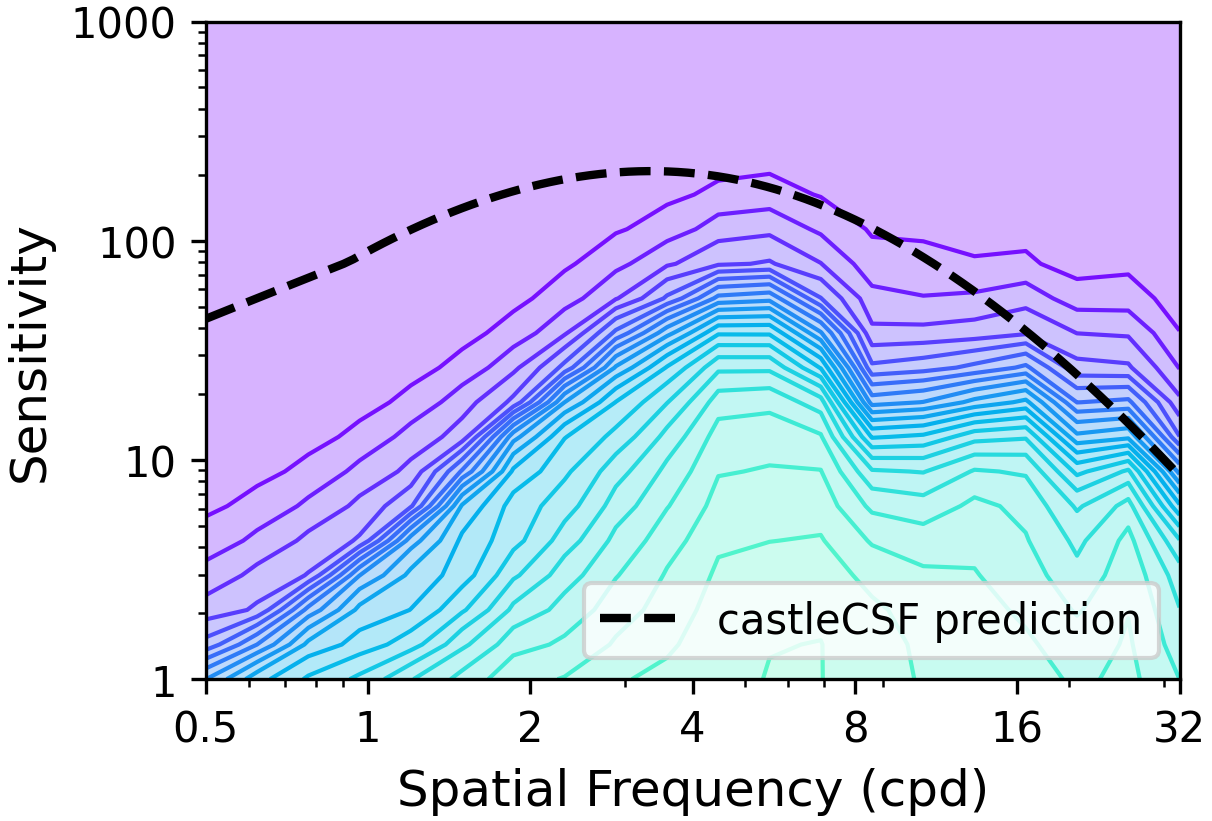 1000
100
10
1
Sensitivity
castleCSF prediction
0.5 1 2 4 8 16 32
Spatial Frequency (cpd)